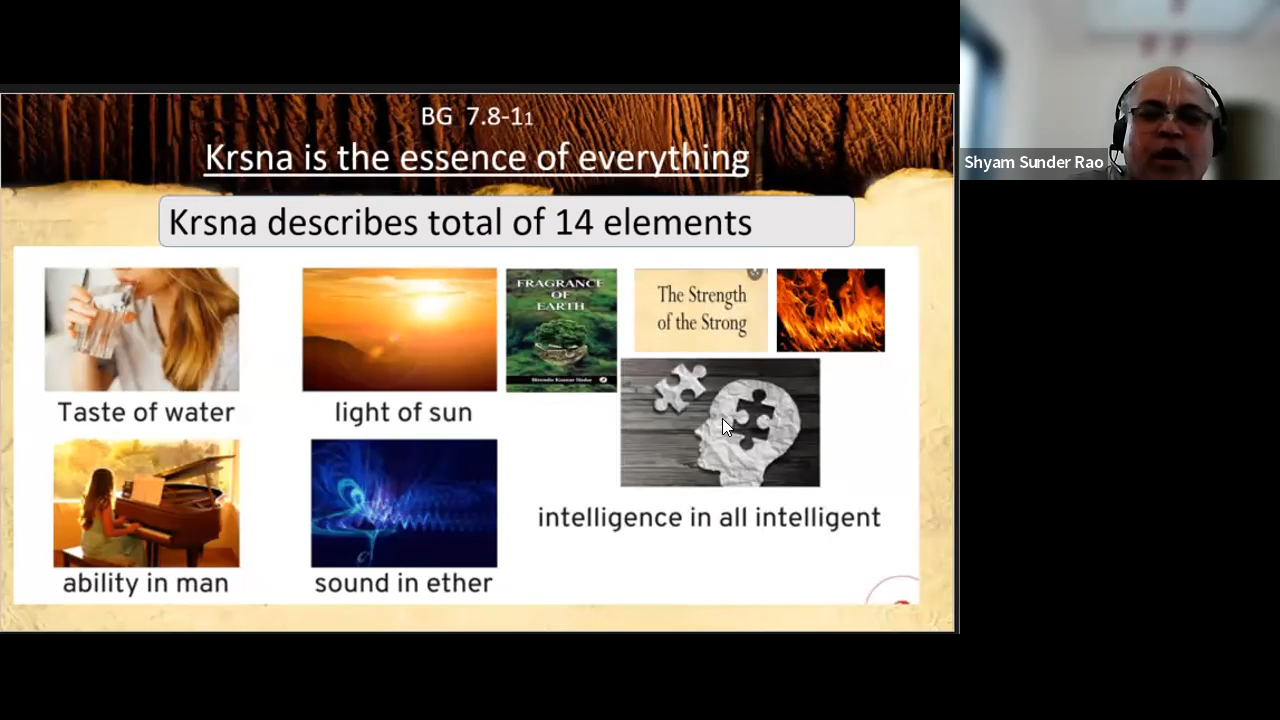 BG 7.8-11
Krsna is the essence of everything
Shyam Sunder Rao
Krsna describes total of 14 elements
FRAGRANCE
OF
EARTH
The Strength
of the Strong
Taste of water
light of sun
intelligence in all intelligent
ability in man
sound in ether